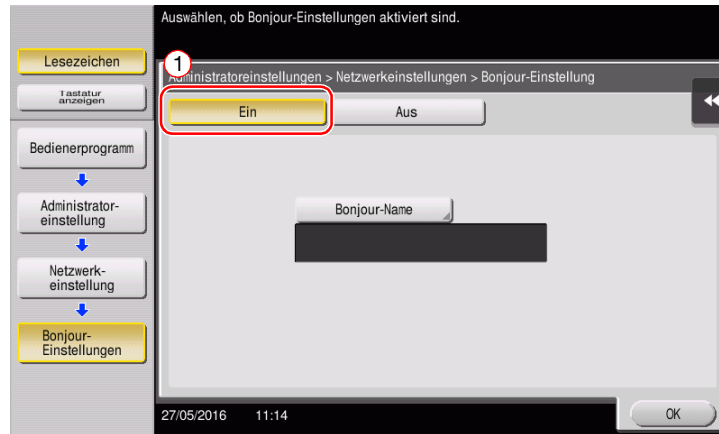 Auswählen, ob Bonjour-Einstellungen aktiviert sind.
Lesezeichen
Tastatur
anzeigen
Bedienerprogramm
Administrator-
einstellung
Netzwerk-
einstellung
Bonjour-
Einstellungen
1
Administratoreinstellungen > Netzwerkeinstellungen > Bonjour-Einstellung
Ein
Aus
Bonjour-Name
27/05/2016 11:14
OK